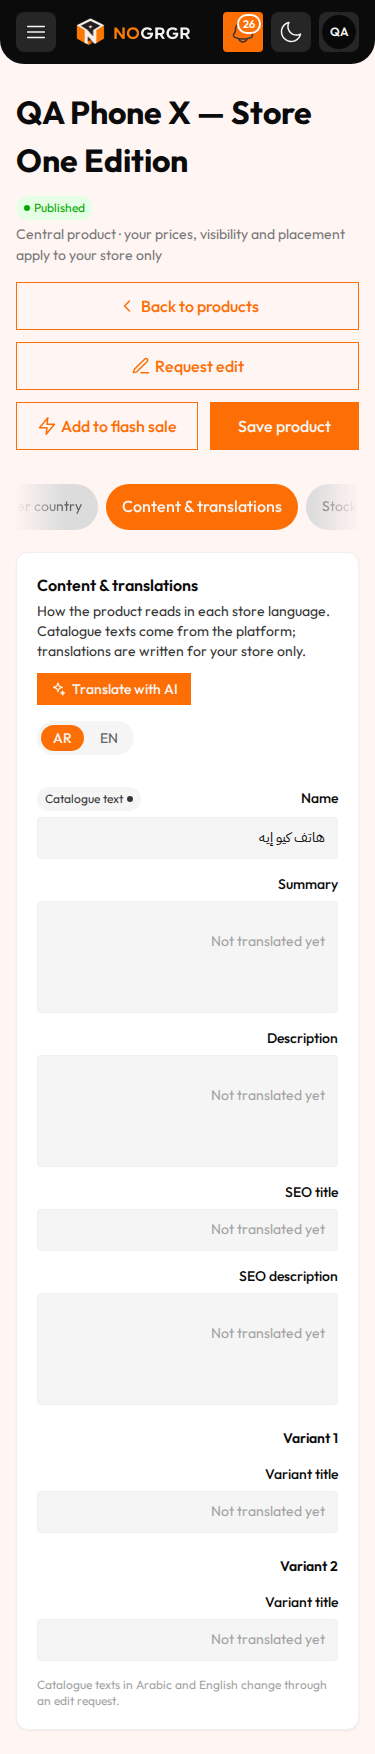 NOGRGR
26
QA
QA Phone X — Store
One Edition
Published
Central product · your prices, visibility and placement
apply to your store only
Back to products
Request edit
Add to flash sale
Save product
er country
Content & translations
Stock
Content & translations
How the product reads in each store language.
Catalogue texts come from the platform;
translations are written for your store only.
Translate with AI
AR
EN
Name
Catalogue text
هاتف كيو إيه
Summary
Not translated yet
Description
Not translated yet
SEO title
Not translated yet
SEO description
Not translated yet
Variant 1
Variant title
Not translated yet
Variant 2
Variant title
Not translated yet
Catalogue texts in Arabic and English change through
an edit request.